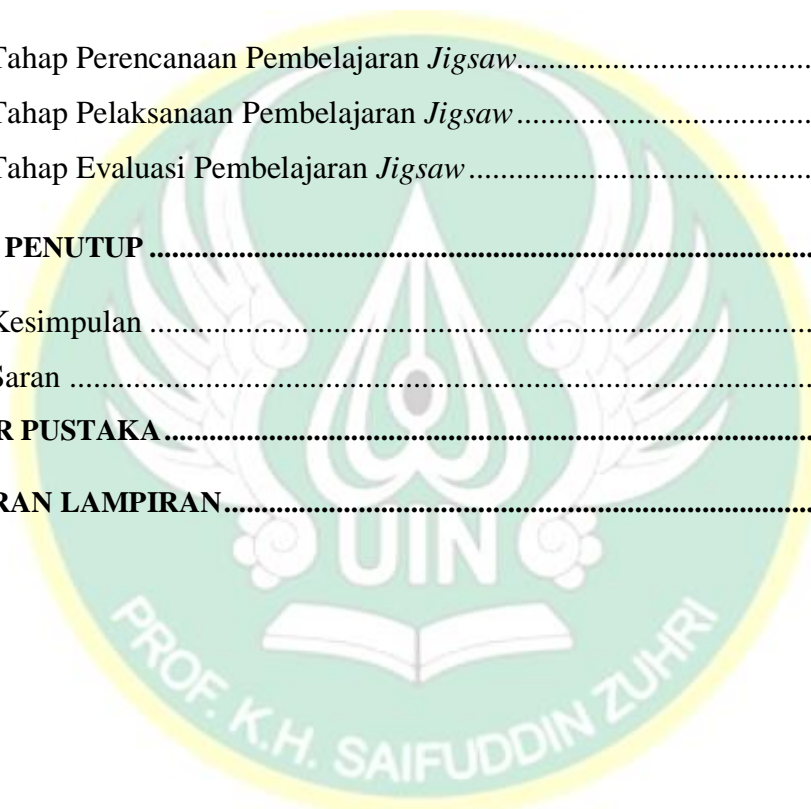 Tahap Perencanaan Pembelajaran Jigsaw..........................................
Tahap Pelaksanaan Pembelajaran Jigsaw..........................................
Tahap Evaluasi Pembelajaran Jigsaw..........................................
PENUTUP..........................................
Kesimpulan..........................................
Saran..........................................
R PUSTAKA..........................................
RAN LAMPIRAN..........................................
UIN
PROF. K.H. SAIFUDDIN ZUHRI